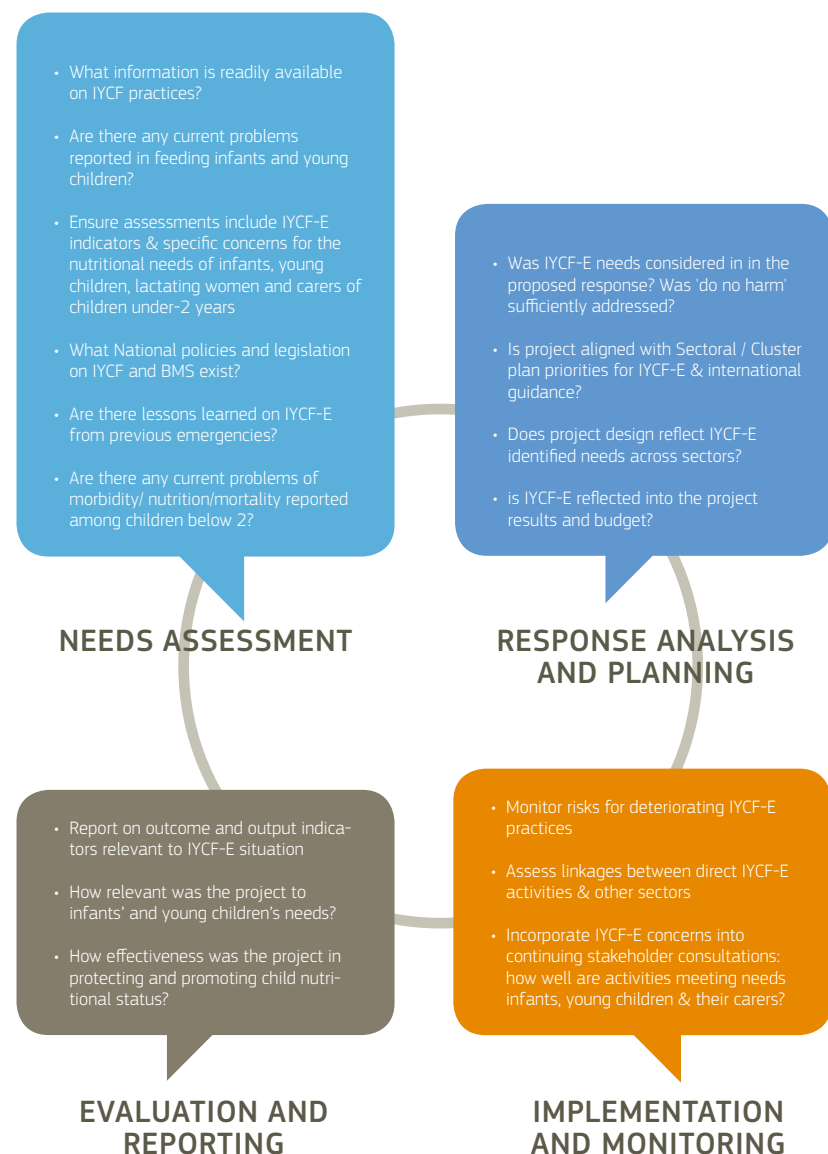 • What information is readily available
on IYCF practices?
• Are there any current problems
reported in feeding infants and young
children?
• Ensure assessments include IYCF-E
indicators & specific concerns for the
nutritional needs of infants, young
children, lactating women and carers of
children under-2 years
• What National policies and legislation
on IYCF and BMS exist?
• Are there lessons learned on IYCF-E
from previous emergencies?
• Are there any current problems of
morbidity/ nutrition/mortality reported
among children below 2?
NEEDS ASSESSMENT
• Was IYCF-E needs considered in in the
proposed response? Was 'do no harm'
sufficiently addressed?
• Is project aligned with Sectoral / Cluster
plan priorities for IYCF-E & international
guidance?
• Does project design reflect IYCF-E
identified needs across sectors?
• is IYCF-E reflected into the project
results and budget?
RESPONSE ANALYSIS
AND PLANNING
• Report on outcome and output indica-
tors relevant to IYCF-E situation
• How relevant was the project to
infants' and young children's needs?
• How effectiveness was the project in
protecting and promoting child nutri-
tional status?
EVALUATION AND
REPORTING
• Monitor risks for deteriorating IYCF-E
practices
• Assess linkages between direct IYCF-E
activities & other sectors
• Incorporate IYCF-E concerns into
continuing stakeholder consultations:
how well are activities meeting needs
infants, young children & their carers?
IMPLEMENTATION
AND MONITORING